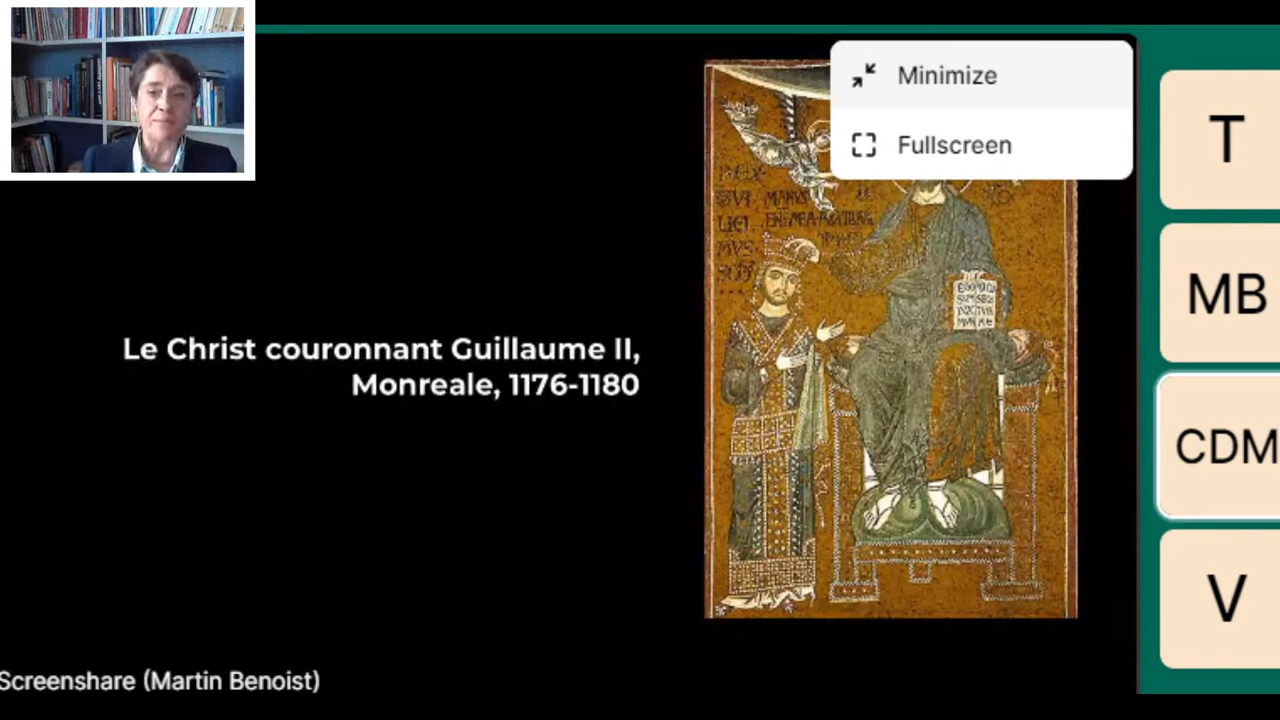 Minimize
Fullscreen
Le Christ couronnant Guillaume II,
Monreale, 1176-1180
T
MB
CDM
V
Screenshare (Martin Benoist)